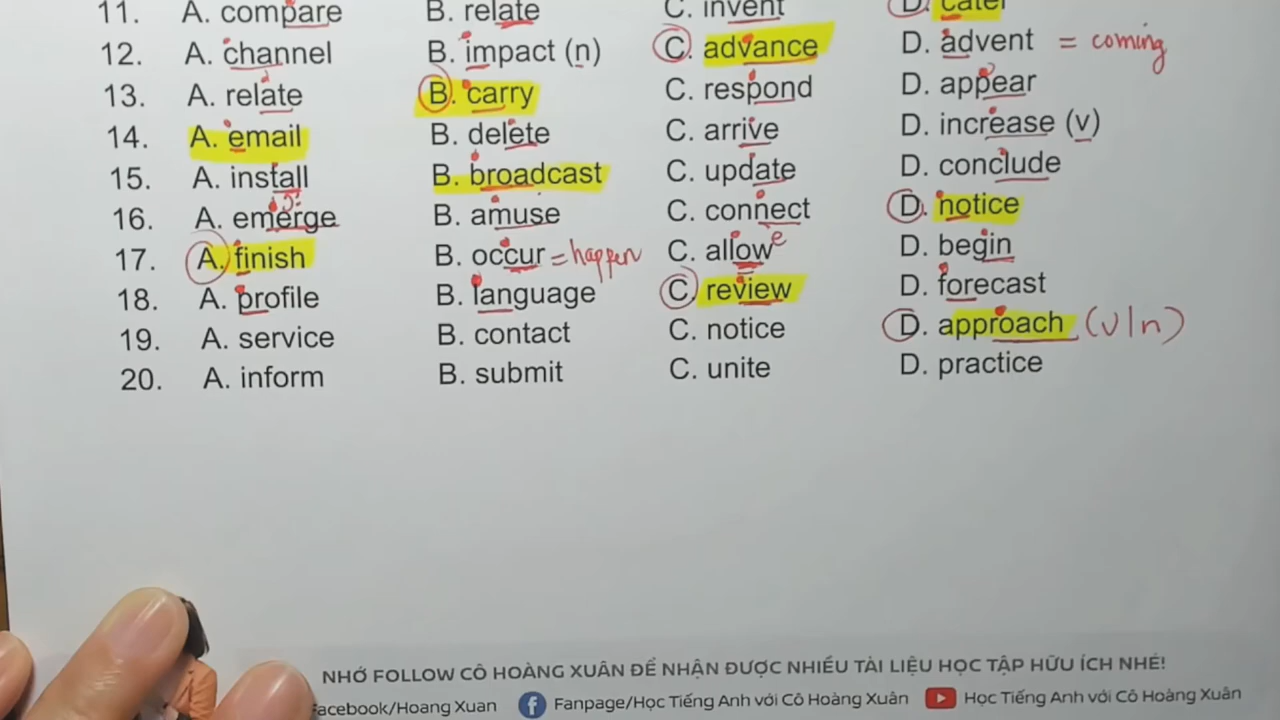 11. A. compare B. relate C. invent D. cater
12. A. channel B. impact (n) C. advance D. advent = coming
13. A. relate B. carry C. respond D. appear
14. A. email B. delete C. arrive D. increase (v)
15. A. install B. broadcast C. update D. conclude
16. A. emerge B. amuse C. connect D. notice
17. A. finish B. occur = happen C. allow D. begin
18. A. profile B. language C. review D. forecast
19. A. service B. contact C. notice D. approach (v|n)
20. A. inform B. submit C. unite D. practice
NHỚ FOLLOW CÔ HOÀNG XUÂN ĐỂ NHẬN ĐƯỢC NHIỀU TÀI LIỆU HỌC TẬP HỮU ÍCH NHÉ!
Facebook/Hoang Xuan Fanpage/Học Tiếng Anh với Cô Hoàng Xuân Học Tiếng Anh với Cô Hoàng Xuân